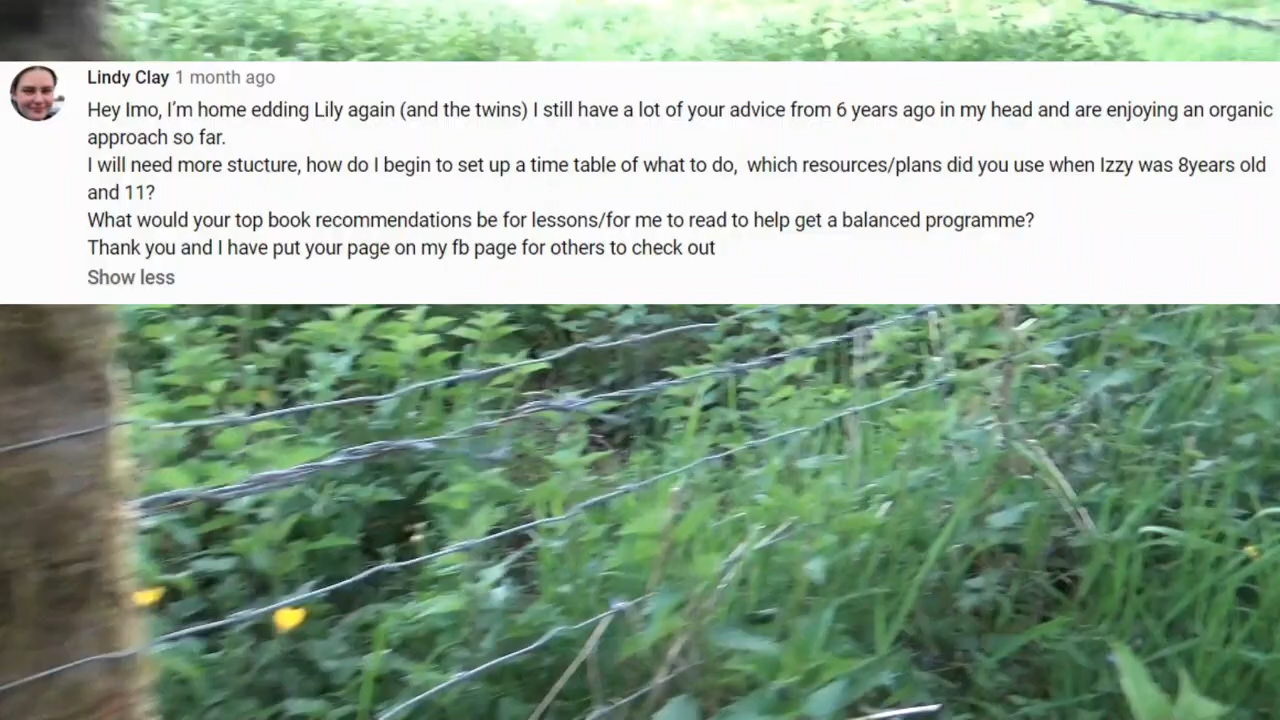 Lindy Clay 1 month ago
Hey Imo, I'm home edding Lily again (and the twins) I still have a lot of your advice from 6 years ago in my head and are enjoying an organic
approach so far.
I will need more stucture, how do I begin to set up a time table of what to do,  which resources/plans did you use when Izzy was 8years old
and 11?
What would your top book recommendations be for lessons/for me to read to help get a balanced programme?
Thank you and I have put your page on my fb page for others to check out
Show less